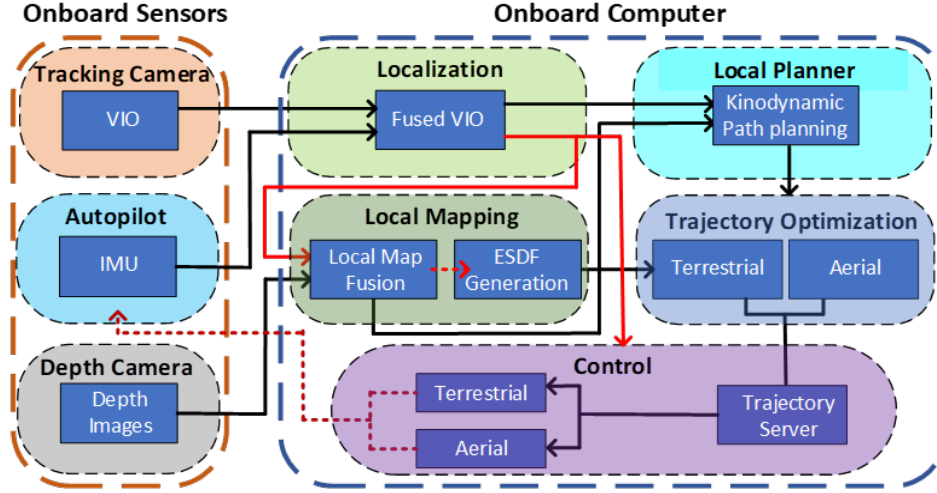 Onboard Sensors
Onboard Computer
Tracking Camera
VIO
Autopilot
IMU
Depth Camera
Depth
Images
Localization
Fused VIO
Local Planner
Kinodynamic
Path planning
Local Mapping
Local Map
Fusion
ESDF
Generation
Trajectory Optimization
Terrestrial
Aerial
Control
Terrestrial
Aerial
Trajectory
Server